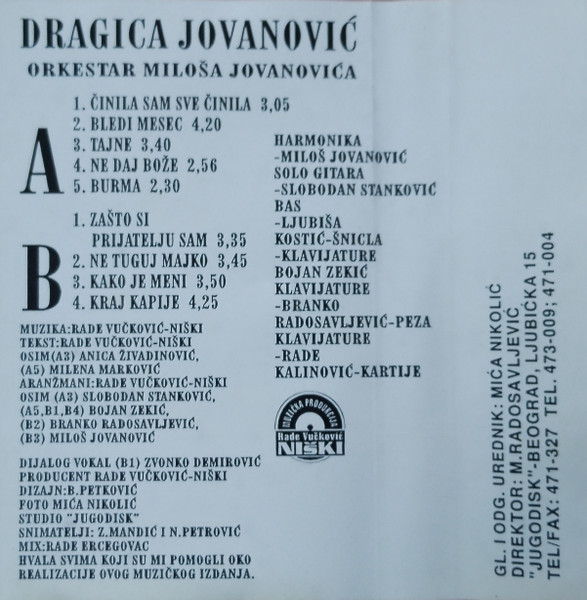 DRAGICA JOVANOVIĆ
ORKESTAR MILOŠA JOVANOVIĆA
A
1. ČINILA SAM SVE ČINILA 3,05
2. BLEDI MESEC 4,20
3. TAJNE 3,40
4. NE DAJ BOŽE 2,56
5. BURMA 2,30
B
1. ZAŠTO SI
PRIJATELJU SAM 3,35
2. NE TUGUJ MAJKO 3,45
3. KAKO JE MENI 3,50
4. KRAJ KAPIJE 4,25
HARMONIKA
-MILOŠ JOVANOVIĆ
SOLO GITARA
-SLOBODAN STANKOVIĆ
BAS
-LJUBIŠA
KOSTIĆ-ŠNICLA
-KLAVIJATURE
BOJAN ZEKIĆ
KLAVIJATURE
-BRANKO
RADOSAVLJEVIĆ-PEZA
KLAVIJATURE
-RADE
KALINOVIĆ-KARTIJE
MUZIKA:RADE VUČKOVIĆ-NIŠKI
TEKST:RADE VUČKOVIĆ-NIŠKI
OSIM(A3) ANICA ŽIVADINOVIĆ,
(A5) MILENA MARKOVIĆ
ARANŽMANI:RADE VUČKOVIĆ-NIŠKI
OSIM (A3) SLOBODAN STANKOVIĆ,
(A5,B1,B4) BOJAN ZEKIĆ,
(B2) BRANKO RADOSAVLJEVIĆ,
(B3) MILOŠ JOVANOVIĆ
DIJALOG VOKAL (B1) ZVONKO DEMIROVIĆ
PRODUCENT RADE VUČKOVIĆ-NIŠKI
DIZAJN:B.PETKOVIĆ
FOTO MIĆA NIKOLIĆ
STUDIO "JUGODISK"
SNIMATELJI: Z.MANDIĆ I N.PETROVIĆ
MIX:RADE ERCEGOVAC
HVALA SVIMA KOJI SU MI POMOGLI OKO
REALIZACIJE OVOG MUZIČKOG IZDANJA.
MUZIČKA PRODUKCIJA
Rade Vučković
NIŠKI
GL. I ODG. UREDNIK: MIĆA NIKOLIĆ
DIREKTOR: M.RADOSAVLJEVIĆ
"JUGODISK"-BEOGRAD, LJUBIČKA 15
TEL/FAX: 471-327 TEL. 473-009; 471-004